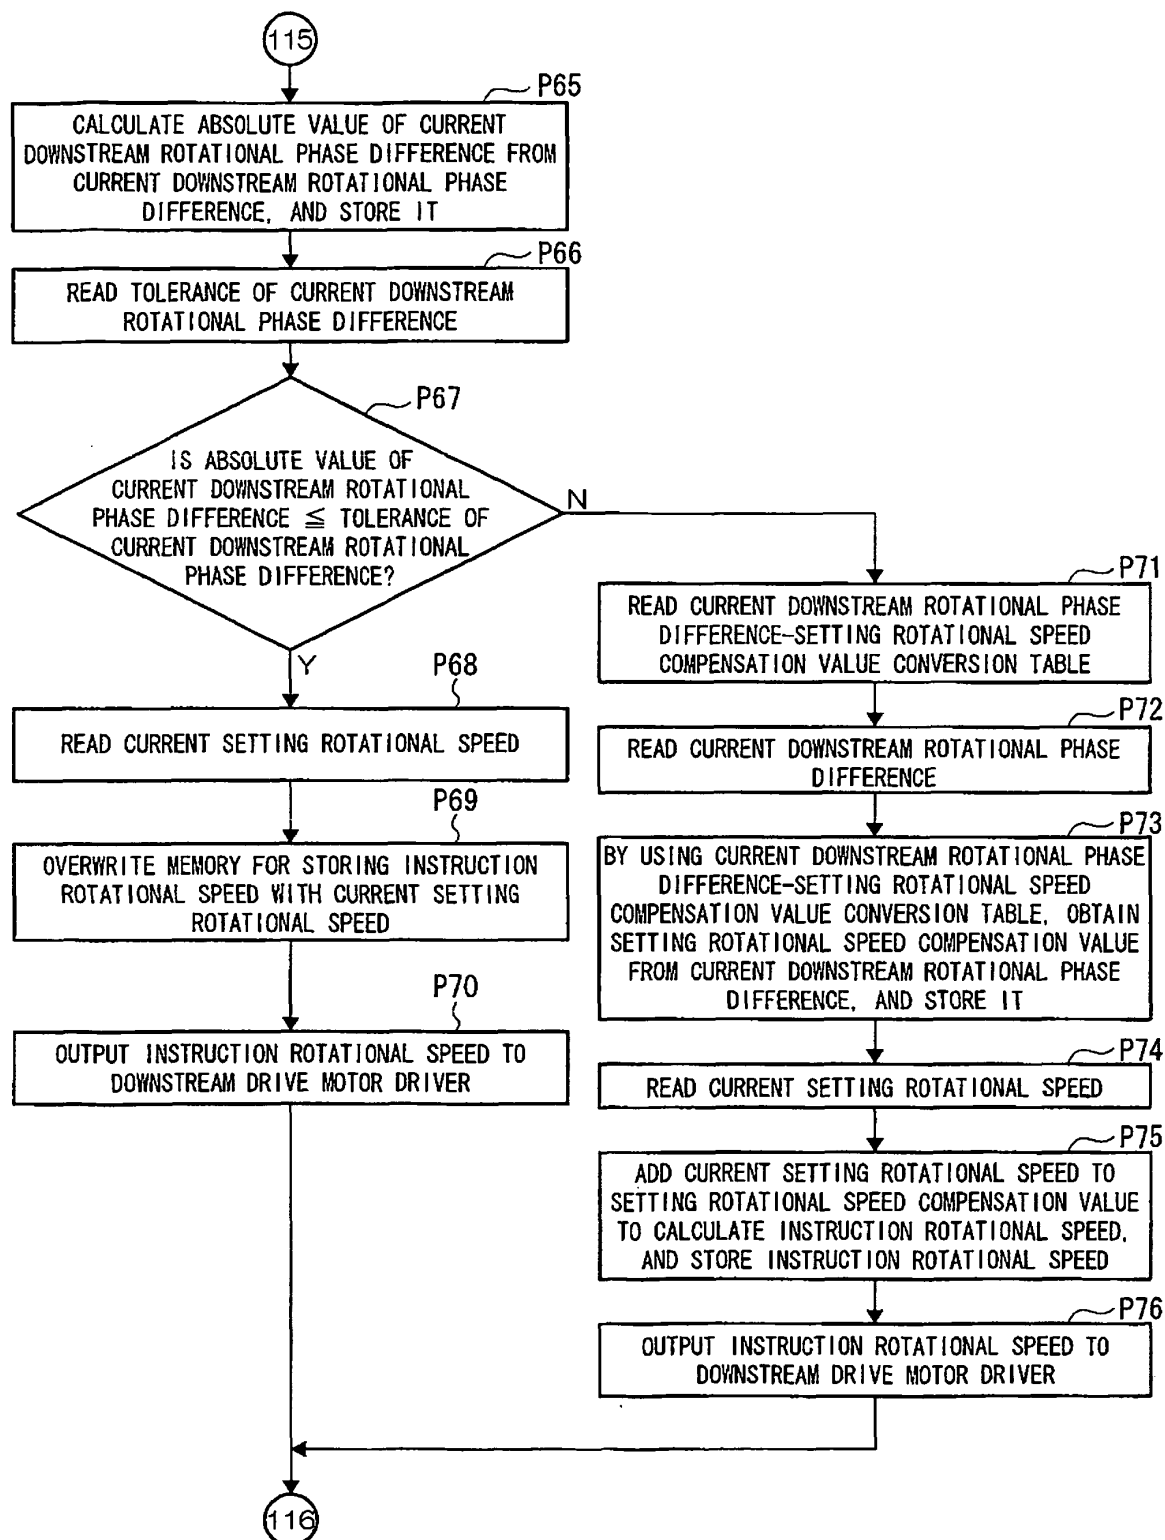 115
P65
CALCULATE ABSOLUTE VALUE OF CURRENT
DOWNSTREAM ROTATIONAL PHASE DIFFERENCE FROM
CURRENT DOWNSTREAM ROTATIONAL PHASE
DIFFERENCE, AND STORE IT
P66
READ TOLERANCE OF CURRENT DOWNSTREAM
ROTATIONAL PHASE DIFFERENCE
P67
IS ABSOLUTE VALUE OF
CURRENT DOWNSTREAM ROTATIONAL
PHASE DIFFERENCE ≦ TOLERANCE OF
CURRENT DOWNSTREAM ROTATIONAL
PHASE DIFFERENCE?
N
Y
P68
READ CURRENT SETTING ROTATIONAL SPEED
P69
OVERWRITE MEMORY FOR STORING INSTRUCTION
ROTATIONAL SPEED WITH CURRENT SETTING
ROTATIONAL SPEED
P70
OUTPUT INSTRUCTION ROTATIONAL SPEED TO
DOWNSTREAM DRIVE MOTOR DRIVER
P71
READ CURRENT DOWNSTREAM ROTATIONAL PHASE
DIFFERENCE-SETTING ROTATIONAL SPEED
COMPENSATION VALUE CONVERSION TABLE
P72
READ CURRENT DOWNSTREAM ROTATIONAL PHASE
DIFFERENCE
P73
BY USING CURRENT DOWNSTREAM ROTATIONAL PHASE
DIFFERENCE-SETTING ROTATIONAL SPEED
COMPENSATION VALUE CONVERSION TABLE, OBTAIN
SETTING ROTATIONAL SPEED COMPENSATION VALUE
FROM CURRENT DOWNSTREAM ROTATIONAL PHASE
DIFFERENCE, AND STORE IT
P74
READ CURRENT SETTING ROTATIONAL SPEED
P75
ADD CURRENT SETTING ROTATIONAL SPEED TO
SETTING ROTATIONAL SPEED COMPENSATION VALUE
TO CALCULATE INSTRUCTION ROTATIONAL SPEED,
AND STORE INSTRUCTION ROTATIONAL SPEED
P76
OUTPUT INSTRUCTION ROTATIONAL SPEED TO
DOWNSTREAM DRIVE MOTOR DRIVER
116